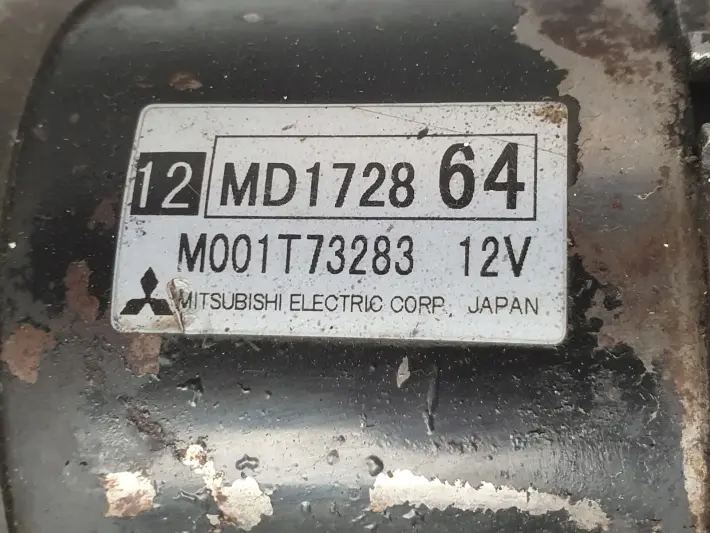 12 MD1728 64
M001T73283 12V
MITSUBISHI ELECTRIC CORP. JAPAN